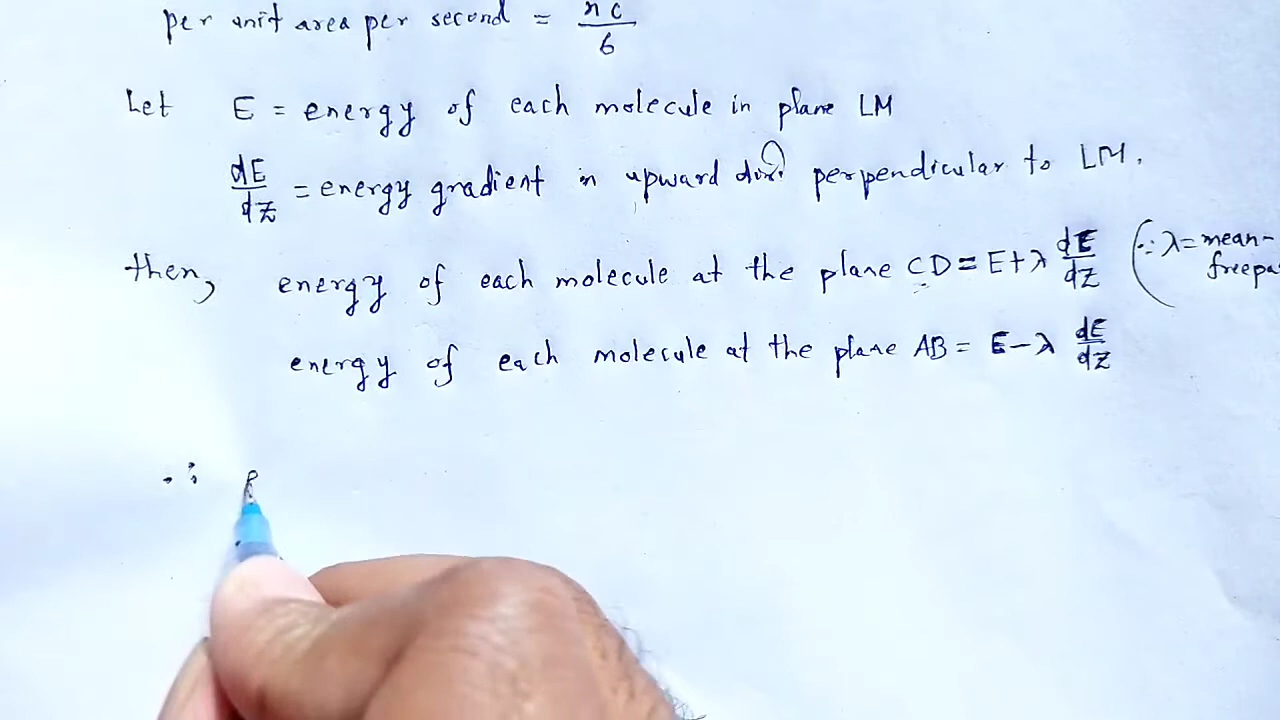 per unit area per second = nc/6
Let E = energy of each molecule in plane LM
dE/dz = energy gradient in upward dirⁿ perpendicular to LM.
then, energy of each molecule at the plane CD = E+λ dE/dz (∵ λ = mean-
freepa
energy of each molecule at the plane AB = E-λ dE/dz
∴